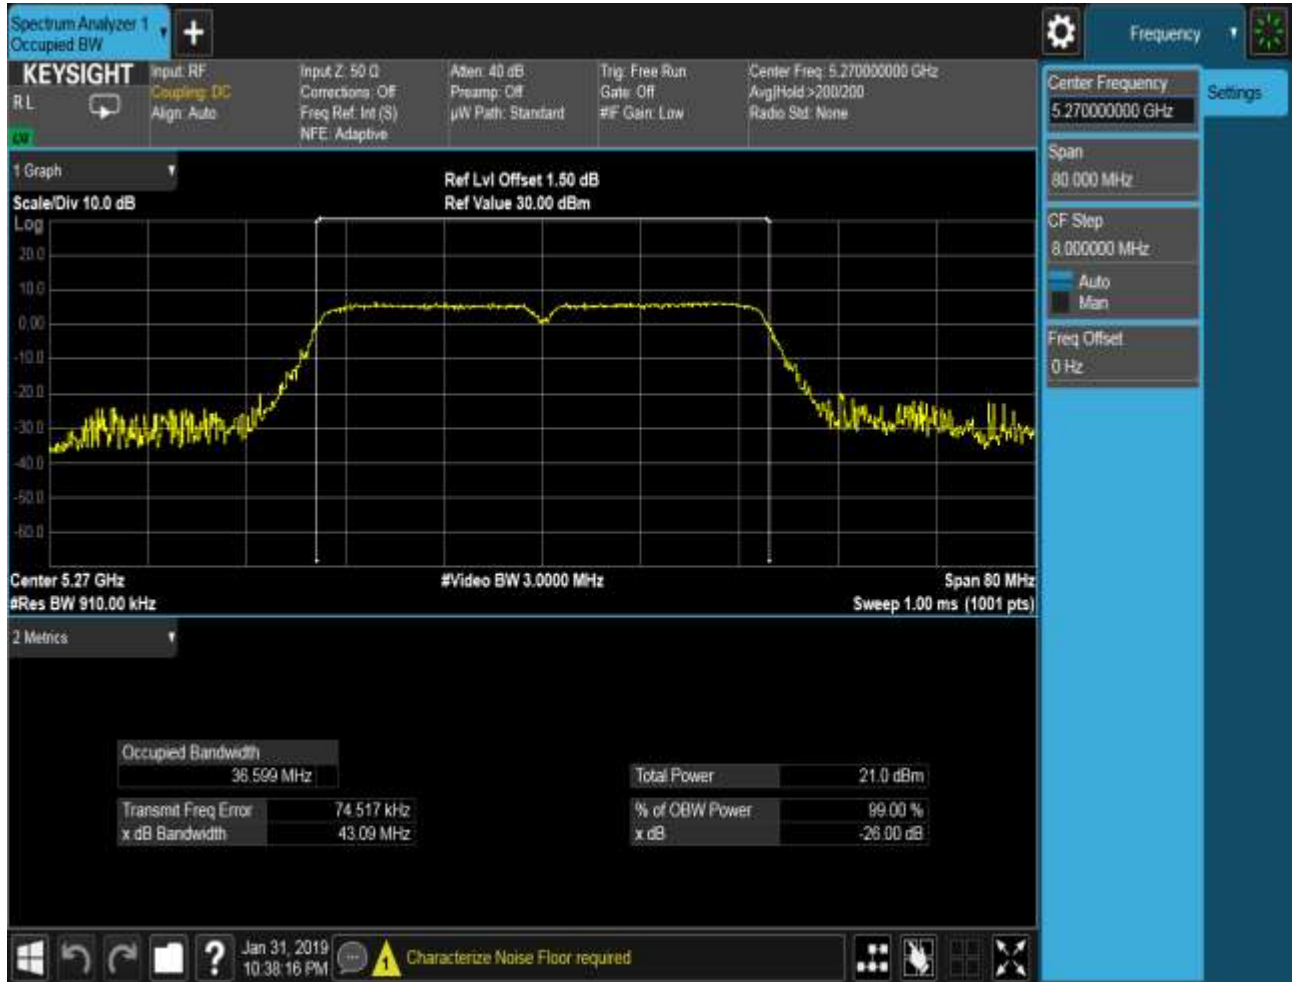 Spectrum Analyzer 1
Occupied BW
Frequency
KEYSIGHT
RL
Input: RF
Coupling: DC
Align: Auto
Input Z: 50 Ω
Corrections: Off
Freq Ref: Int (S)
NFE: Adaptive
Atten: 40 dB
Preamp: Off
µW Path: Standard
Trig: Free Run
Gate: Off
#IF Gain: Low
Center Freq: 5.270000000 GHz
Avg|Hold:>200/200
Radio Std: None
Center Frequency
5.270000000 GHz
Settings
Span
80.000 MHz
CF Step
8.000000 MHz
Auto
Man
Freq Offset
0 Hz
1 Graph
Scale/Div 10.0 dB
Ref Lvl Offset 1.50 dB
Ref Value 30.00 dBm
Log
20.0
10.0
0.00
-10.0
-20.0
-30.0
-40.0
-50.0
-60.0
Center 5.27 GHz
#Video BW 3.0000 MHz
Span 80 MHz
#Res BW 910.00 kHz
Sweep 1.00 ms (1001 pts)
2 Metrics
Occupied Bandwidth
36.599 MHz
Total Power 21.0 dBm
Transmit Freq Error 74.517 kHz
% of OBW Power 99.00 %
x dB Bandwidth 43.09 MHz
x dB -26.00 dB
?
Jan 31, 2019
10:38:16 PM
1
Characterize Noise Floor required